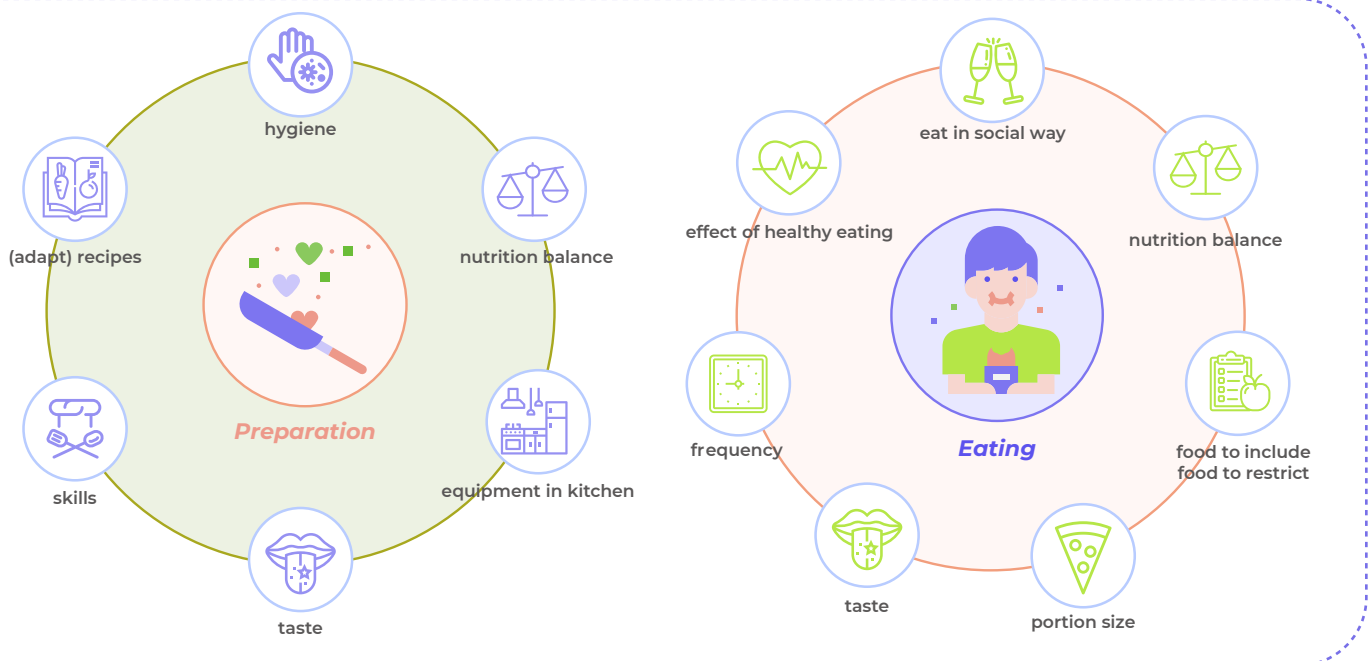 hygiene
(adapt) recipes
nutrition balance
Preparation
skills
equipment in kitchen
taste
eat in social way
effect of healthy eating
nutrition balance
frequency
Eating
food to include
food to restrict
taste
portion size